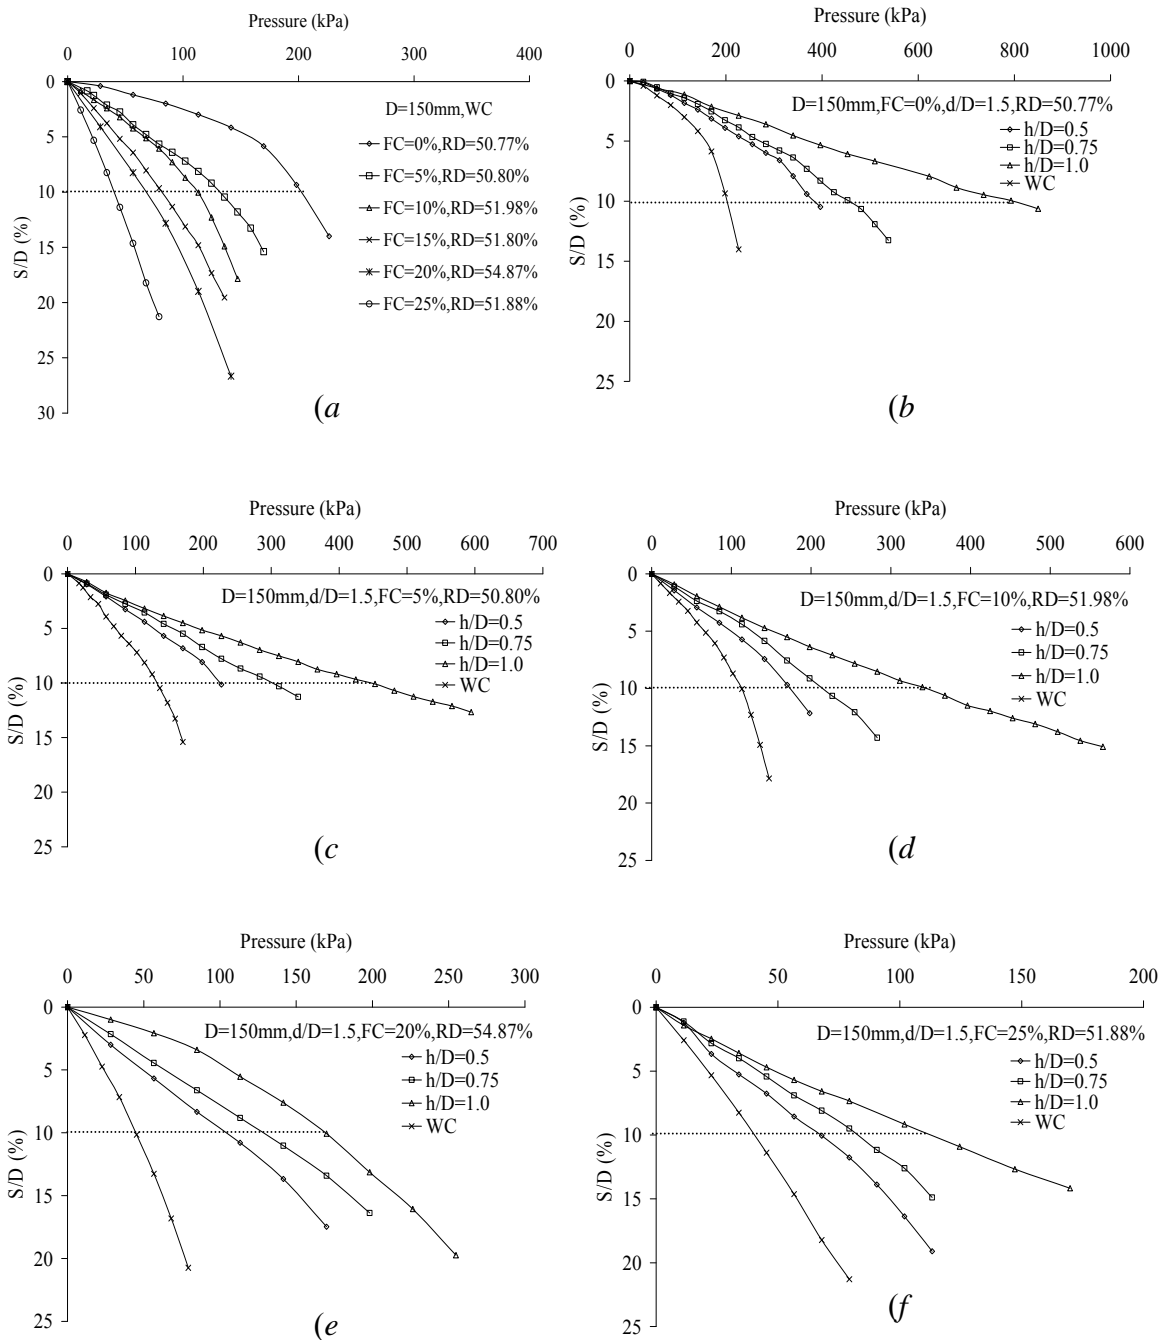 Pressure (kPa)
0 100 200 300 400
0
5
10
15
20
25
30
S/D (%)
D=150mm,WC
FC=0%,RD=50.77%
FC=5%,RD=50.80%
FC=10%,RD=51.98%
FC=15%,RD=51.80%
FC=20%,RD=54.87%
FC=25%,RD=51.88%
(a
Pressure (kPa)
0 200 400 600 800 1000
0
5
10
15
20
25
S/D (%)
D=150mm,FC=0%,d/D=1.5,RD=50.77%
h/D=0.5
h/D=0.75
h/D=1.0
WC
(b
Pressure (kPa)
0 100 200 300 400 500 600 700
0
5
10
15
20
25
S/D (%)
D=150mm,d/D=1.5,FC=5%,RD=50.80%
h/D=0.5
h/D=0.75
h/D=1.0
WC
(c
Pressure (kPa)
0 100 200 300 400 500 600
0
5
10
15
20
25
S/D (%)
D=150mm,d/D=1.5,FC=10%,RD=51.98%
h/D=0.5
h/D=0.75
h/D=1.0
WC
(d
Pressure (kPa)
0 50 100 150 200 250 300
0
5
10
15
20
25
S/D (%)
D=150mm,d/D=1.5,FC=20%,RD=54.87%
h/D=0.5
h/D=0.75
h/D=1.0
WC
(e
Pressure (kPa)
0 50 100 150 200
0
5
10
15
20
25
S/D (%)
D=150mm,d/D=1.5,FC=25%,RD=51.88%
h/D=0.5
h/D=0.75
h/D=1.0
WC
(f